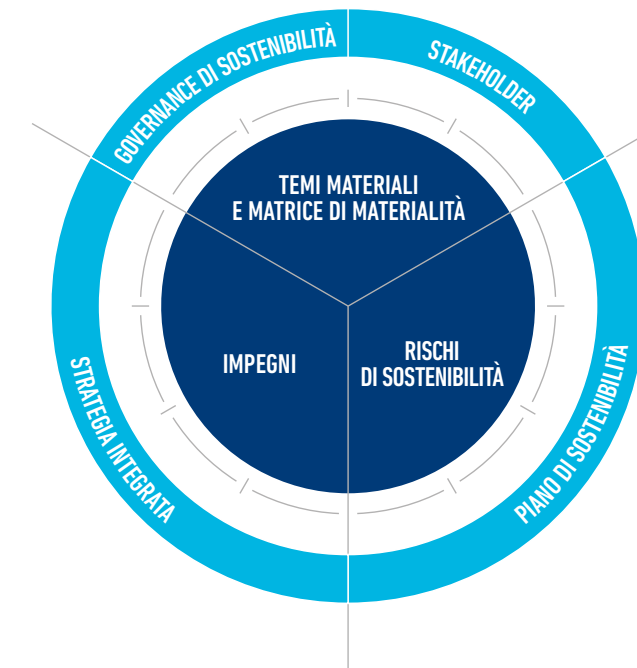 GOVERNANCE DI SOSTENIBILITÀ
STAKEHOLDER
TEMI MATERIALI
E MATRICE DI MATERIALITÀ
IMPEGNI
RISCHI
DI SOSTENIBILITÀ
STRATEGIA INTEGRATA
PIANO DI SOSTENIBILITÀ